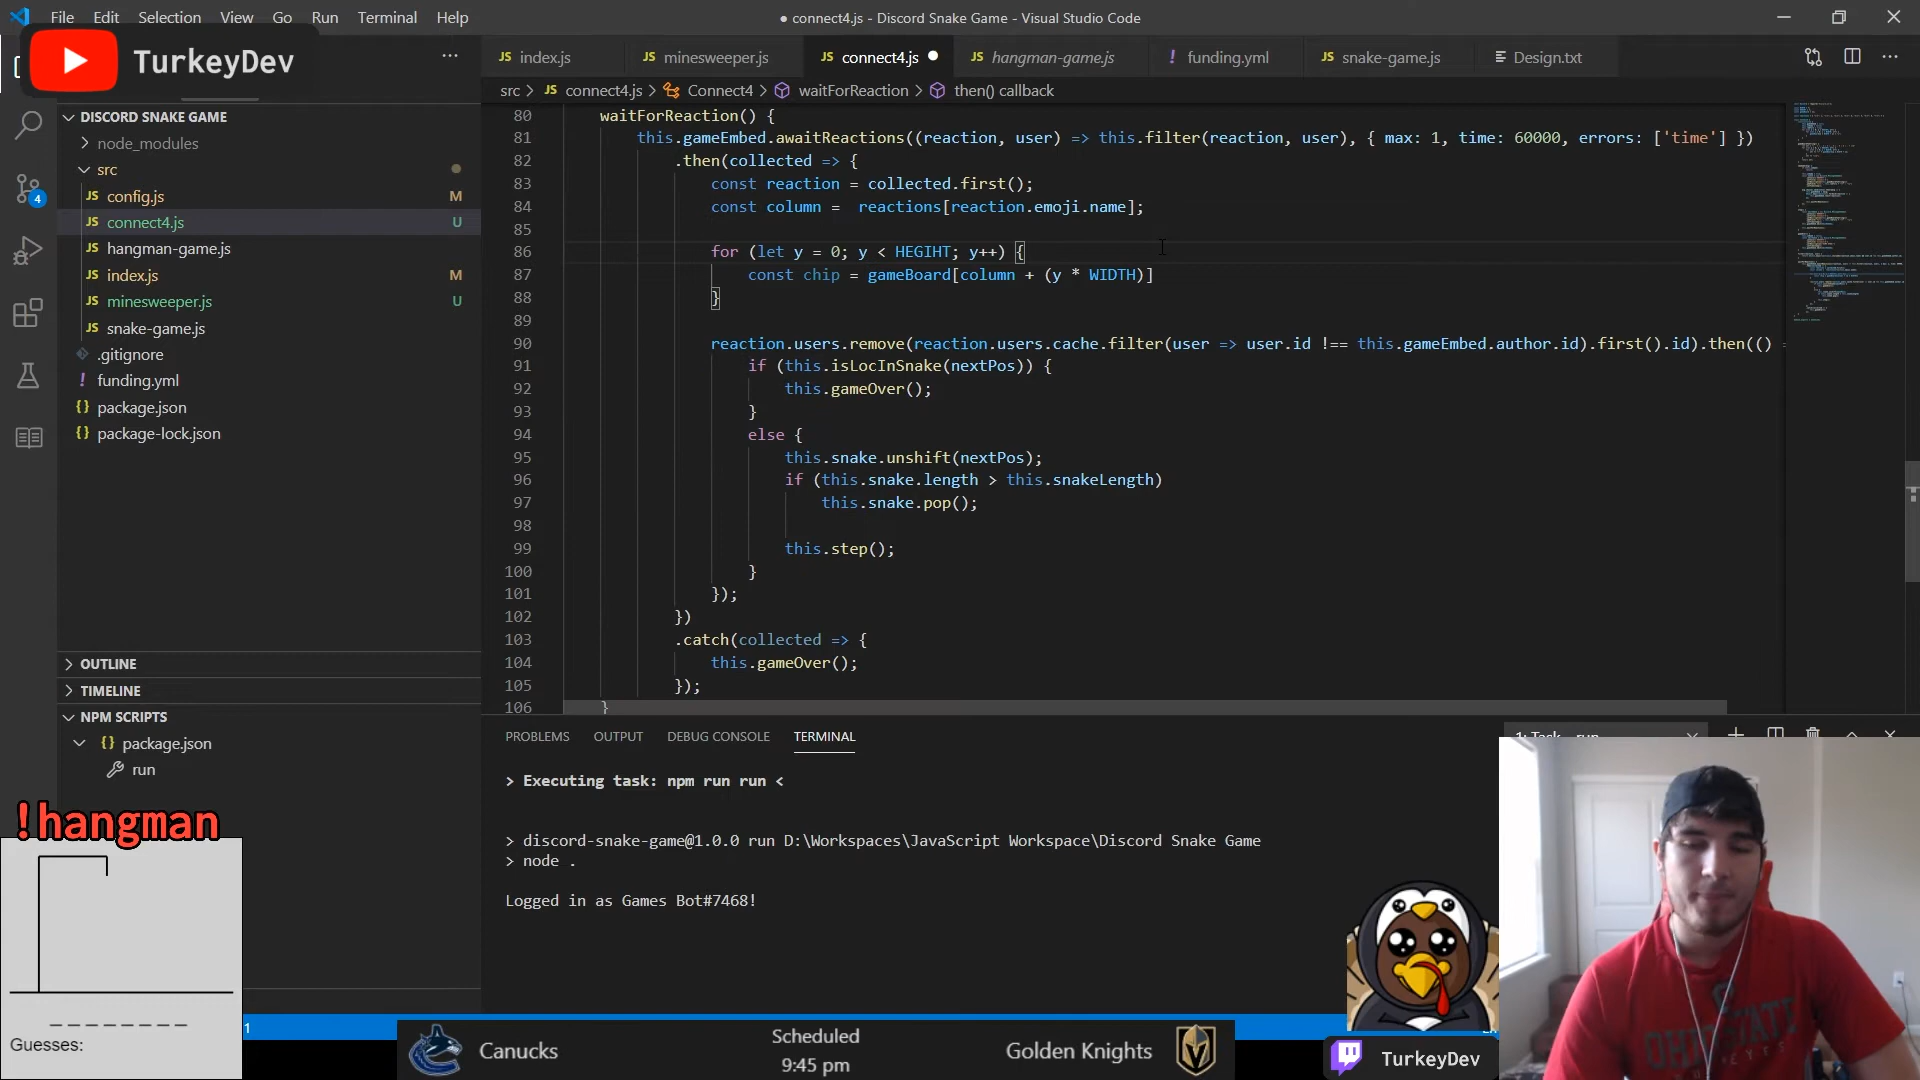 File Edit Selection View Go Run Terminal Help
● connect4.js - Discord Snake Game - Visual Studio Code
TurkeyDev
index.js
minesweeper.js
connect4.js
hangman-game.js
funding.yml
snake-game.js
Design.txt
src > connect4.js > Connect4 > waitForReaction > then() callback
DISCORD SNAKE GAME
node_modules
src
config.js M
connect4.js U
hangman-game.js
index.js M
minesweeper.js U
snake-game.js
.gitignore
funding.yml
package.json
package-lock.json
OUTLINE
TIMELINE
NPM SCRIPTS
package.json
run
4
80 waitForReaction() {
81 this.gameEmbed.awaitReactions((reaction, user) => this.filter(reaction, user), { max: 1, time: 60000, errors: ['time'] })
82 .then(collected => {
83 const reaction = collected.first();
84 const column =  reactions[reaction.emoji.name];
85
86 for (let y = 0; y < HEGIHT; y++) {
87 const chip = gameBoard[column + (y * WIDTH)]
88 }
89
90 reaction.users.remove(reaction.users.cache.filter(user => user.id !== this.gameEmbed.author.id).first().id).then(() =
91 if (this.isLocInSnake(nextPos)) {
92 this.gameOver();
93 }
94 else {
95 this.snake.unshift(nextPos);
96 if (this.snake.length > this.snakeLength)
97 this.snake.pop();
98
99 this.step();
100 }
101 });
102 })
103 .catch(collected => {
104 this.gameOver();
105 });
106 }
PROBLEMS OUTPUT DEBUG CONSOLE TERMINAL
1: Task - run
> Executing task: npm run run <
> discord-snake-game@1.0.0 run D:\Workspaces\JavaScript Workspace\Discord Snake Game
> node .
Logged in as Games Bot#7468!
!hangman
Guesses:
Canucks
Scheduled
9:45 pm
Golden Knights
TurkeyDev
OHIO STATE